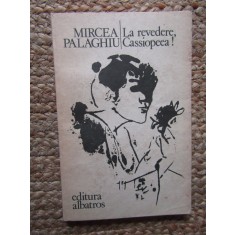 MIRCEA
PALAGHIU
La revedere,
Cassiopeea!
editura
albatros